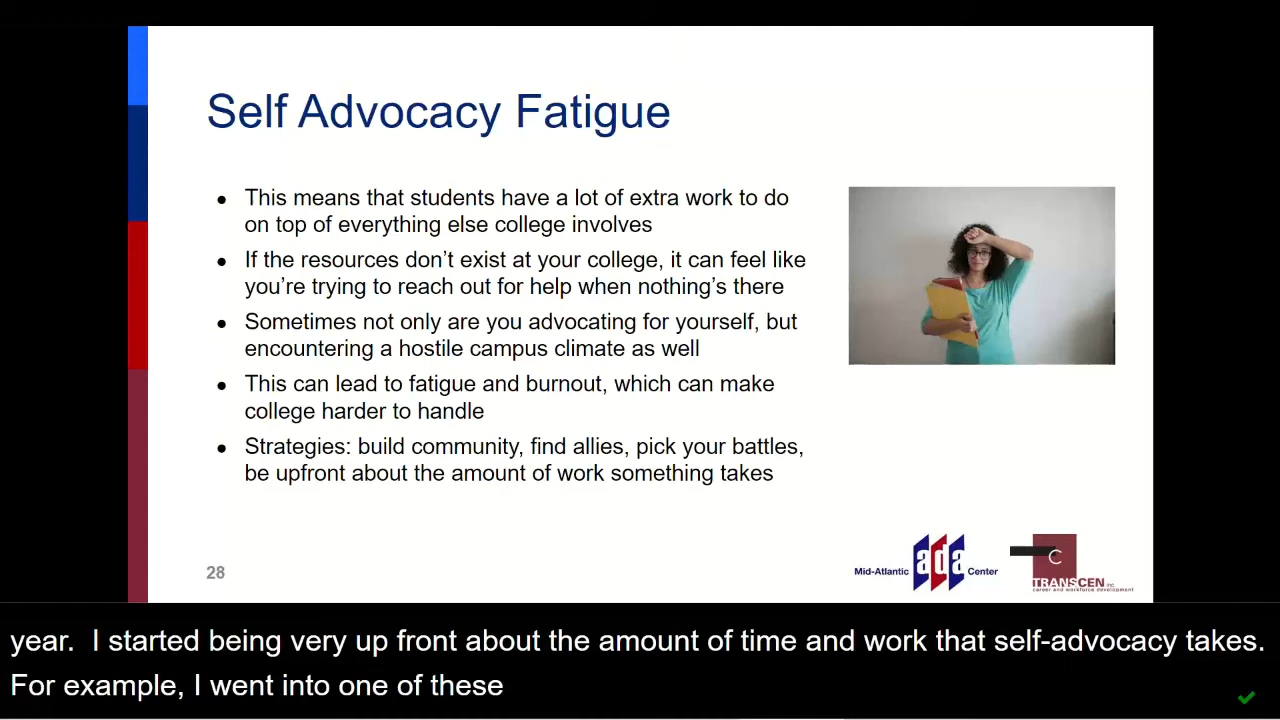 Self Advocacy Fatigue
● This means that students have a lot of extra work to do
on top of everything else college involves
● If the resources don’t exist at your college, it can feel like
you’re trying to reach out for help when nothing’s there
● Sometimes not only are you advocating for yourself, but
encountering a hostile campus climate as well
● This can lead to fatigue and burnout, which can make
college harder to handle
● Strategies: build community, find allies, pick your battles,
be upfront about the amount of work something takes
28
Mid-Atlantic ada Center
C
TRANSCEN inc.
career and workforce development
year.  I started being very up front about the amount of time and work that self-advocacy takes.
For example, I went into one of these